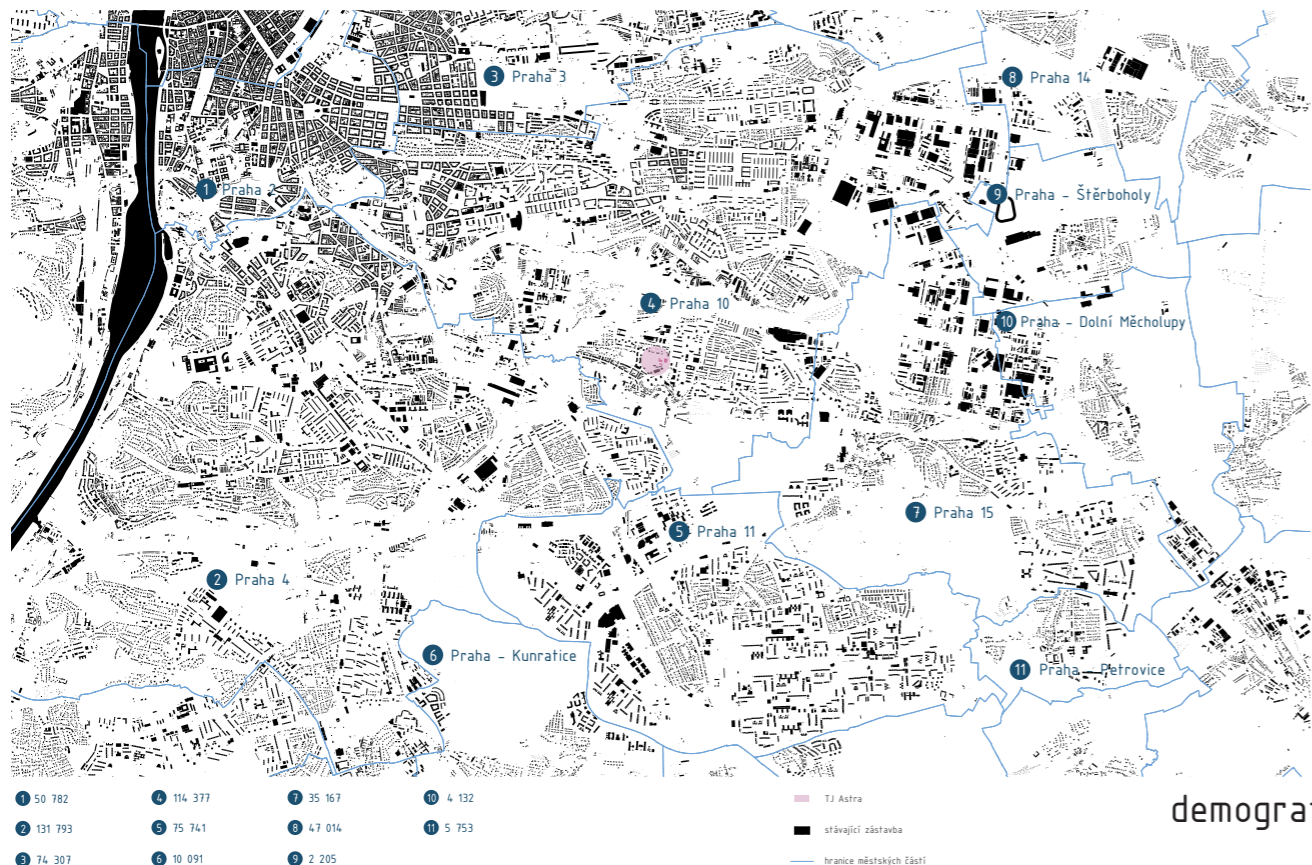 3 Praha 3
8 Praha 14
1 Praha 2
9 Praha - Štěrboholy
4 Praha 10
10 Praha - Dolní Měcholupy
7 Praha 15
5 Praha 11
2 Praha 4
6 Praha - Kunratice
11 Praha - Petrovice
1 50 782
2 131 793
3 74 307
4 114 377
5 75 741
6 10 091
7 35 167
8 47 014
9 2 205
10 4 132
11 5 753
TJ Astra
stávající zástavba
hranice městských částí